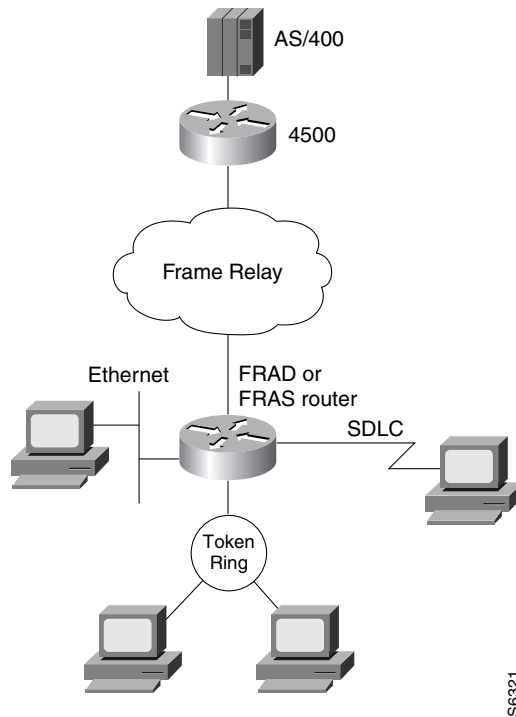 AS/400
4500
Frame Relay
Ethernet
FRAD or
FRAS router
SDLC
Token
Ring
S6321